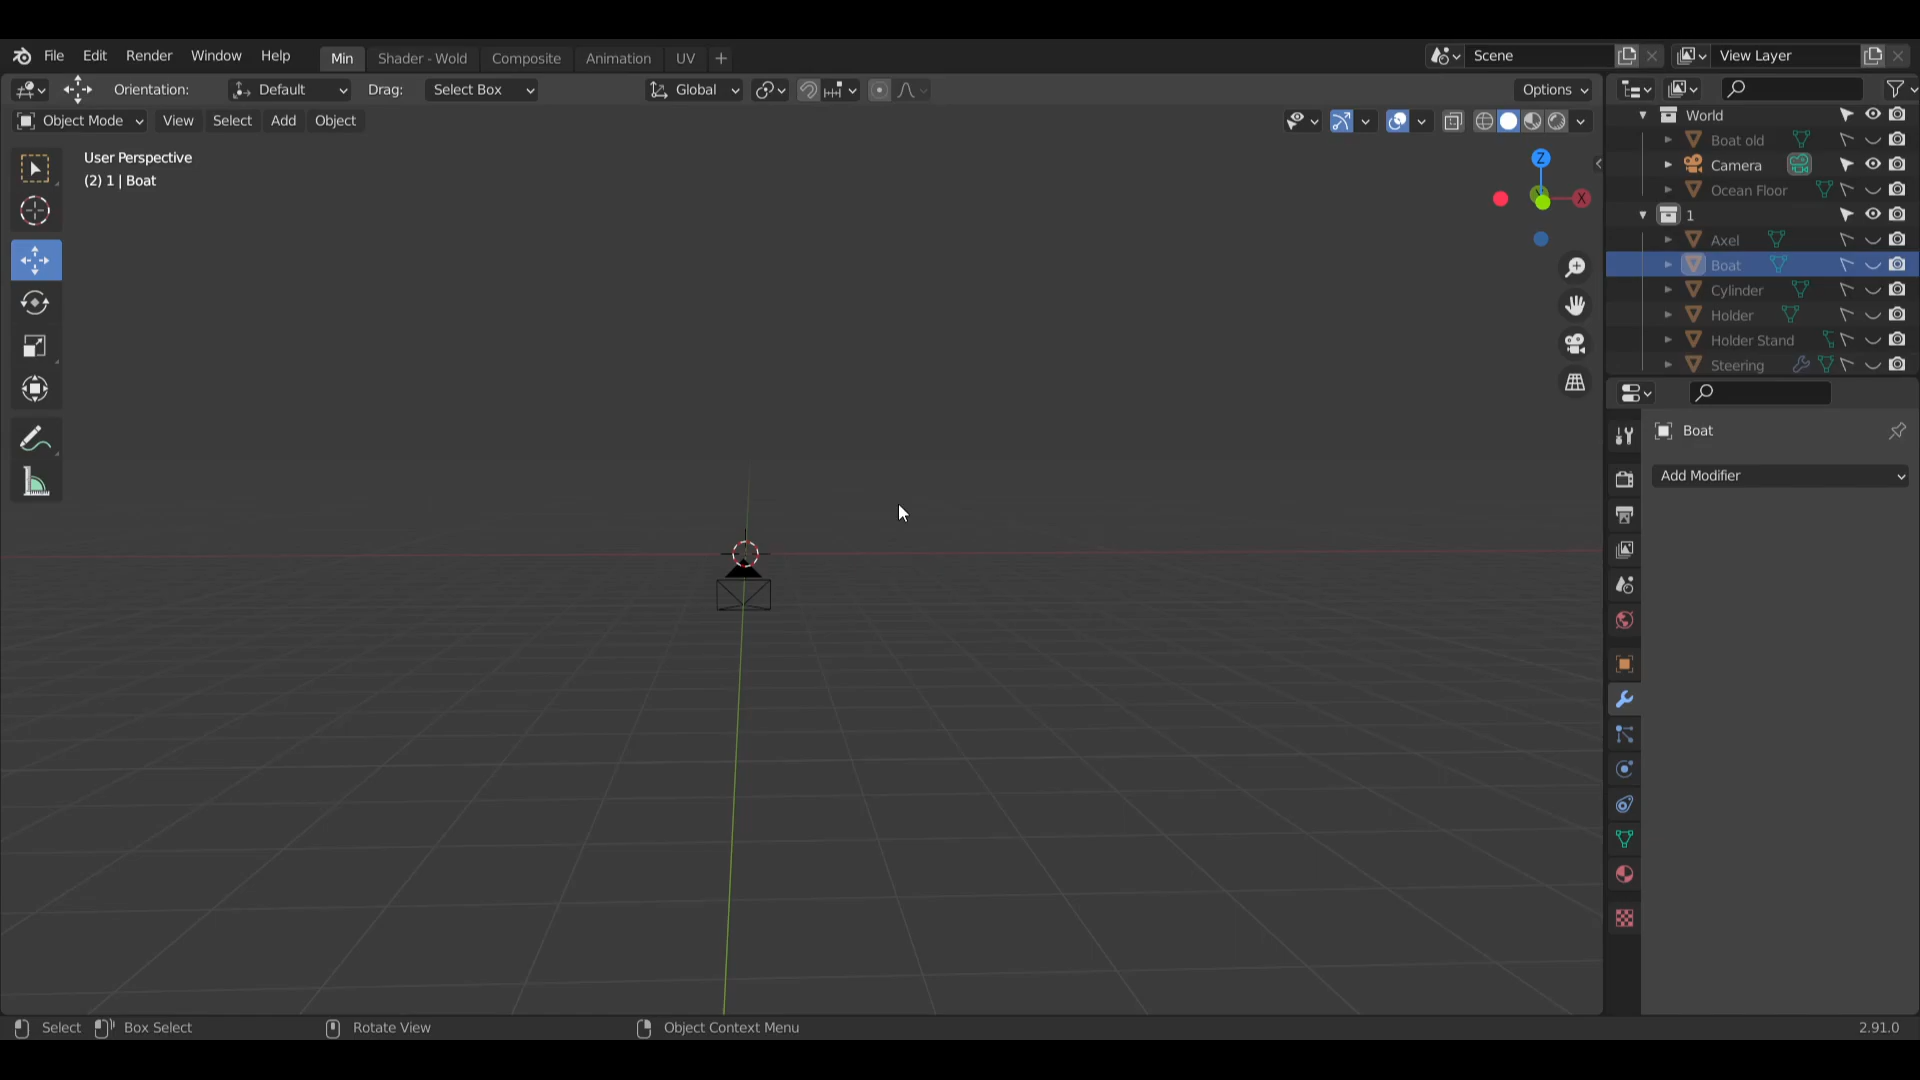 File Edit Render Window Help Min Shader - Wold Composite Animation UV + Scene View Layer
Orientation: Default Drag: Select Box Global Options
Object Mode View Select Add Object
User Perspective
(2) 1 | Boat
Z
X
World
Boat old
Camera
Ocean Floor
1
Axel
Boat
Cylinder
Holder
Holder Stand
Steering
Boat
Add Modifier
Select Box Select Rotate View Object Context Menu 2.91.0